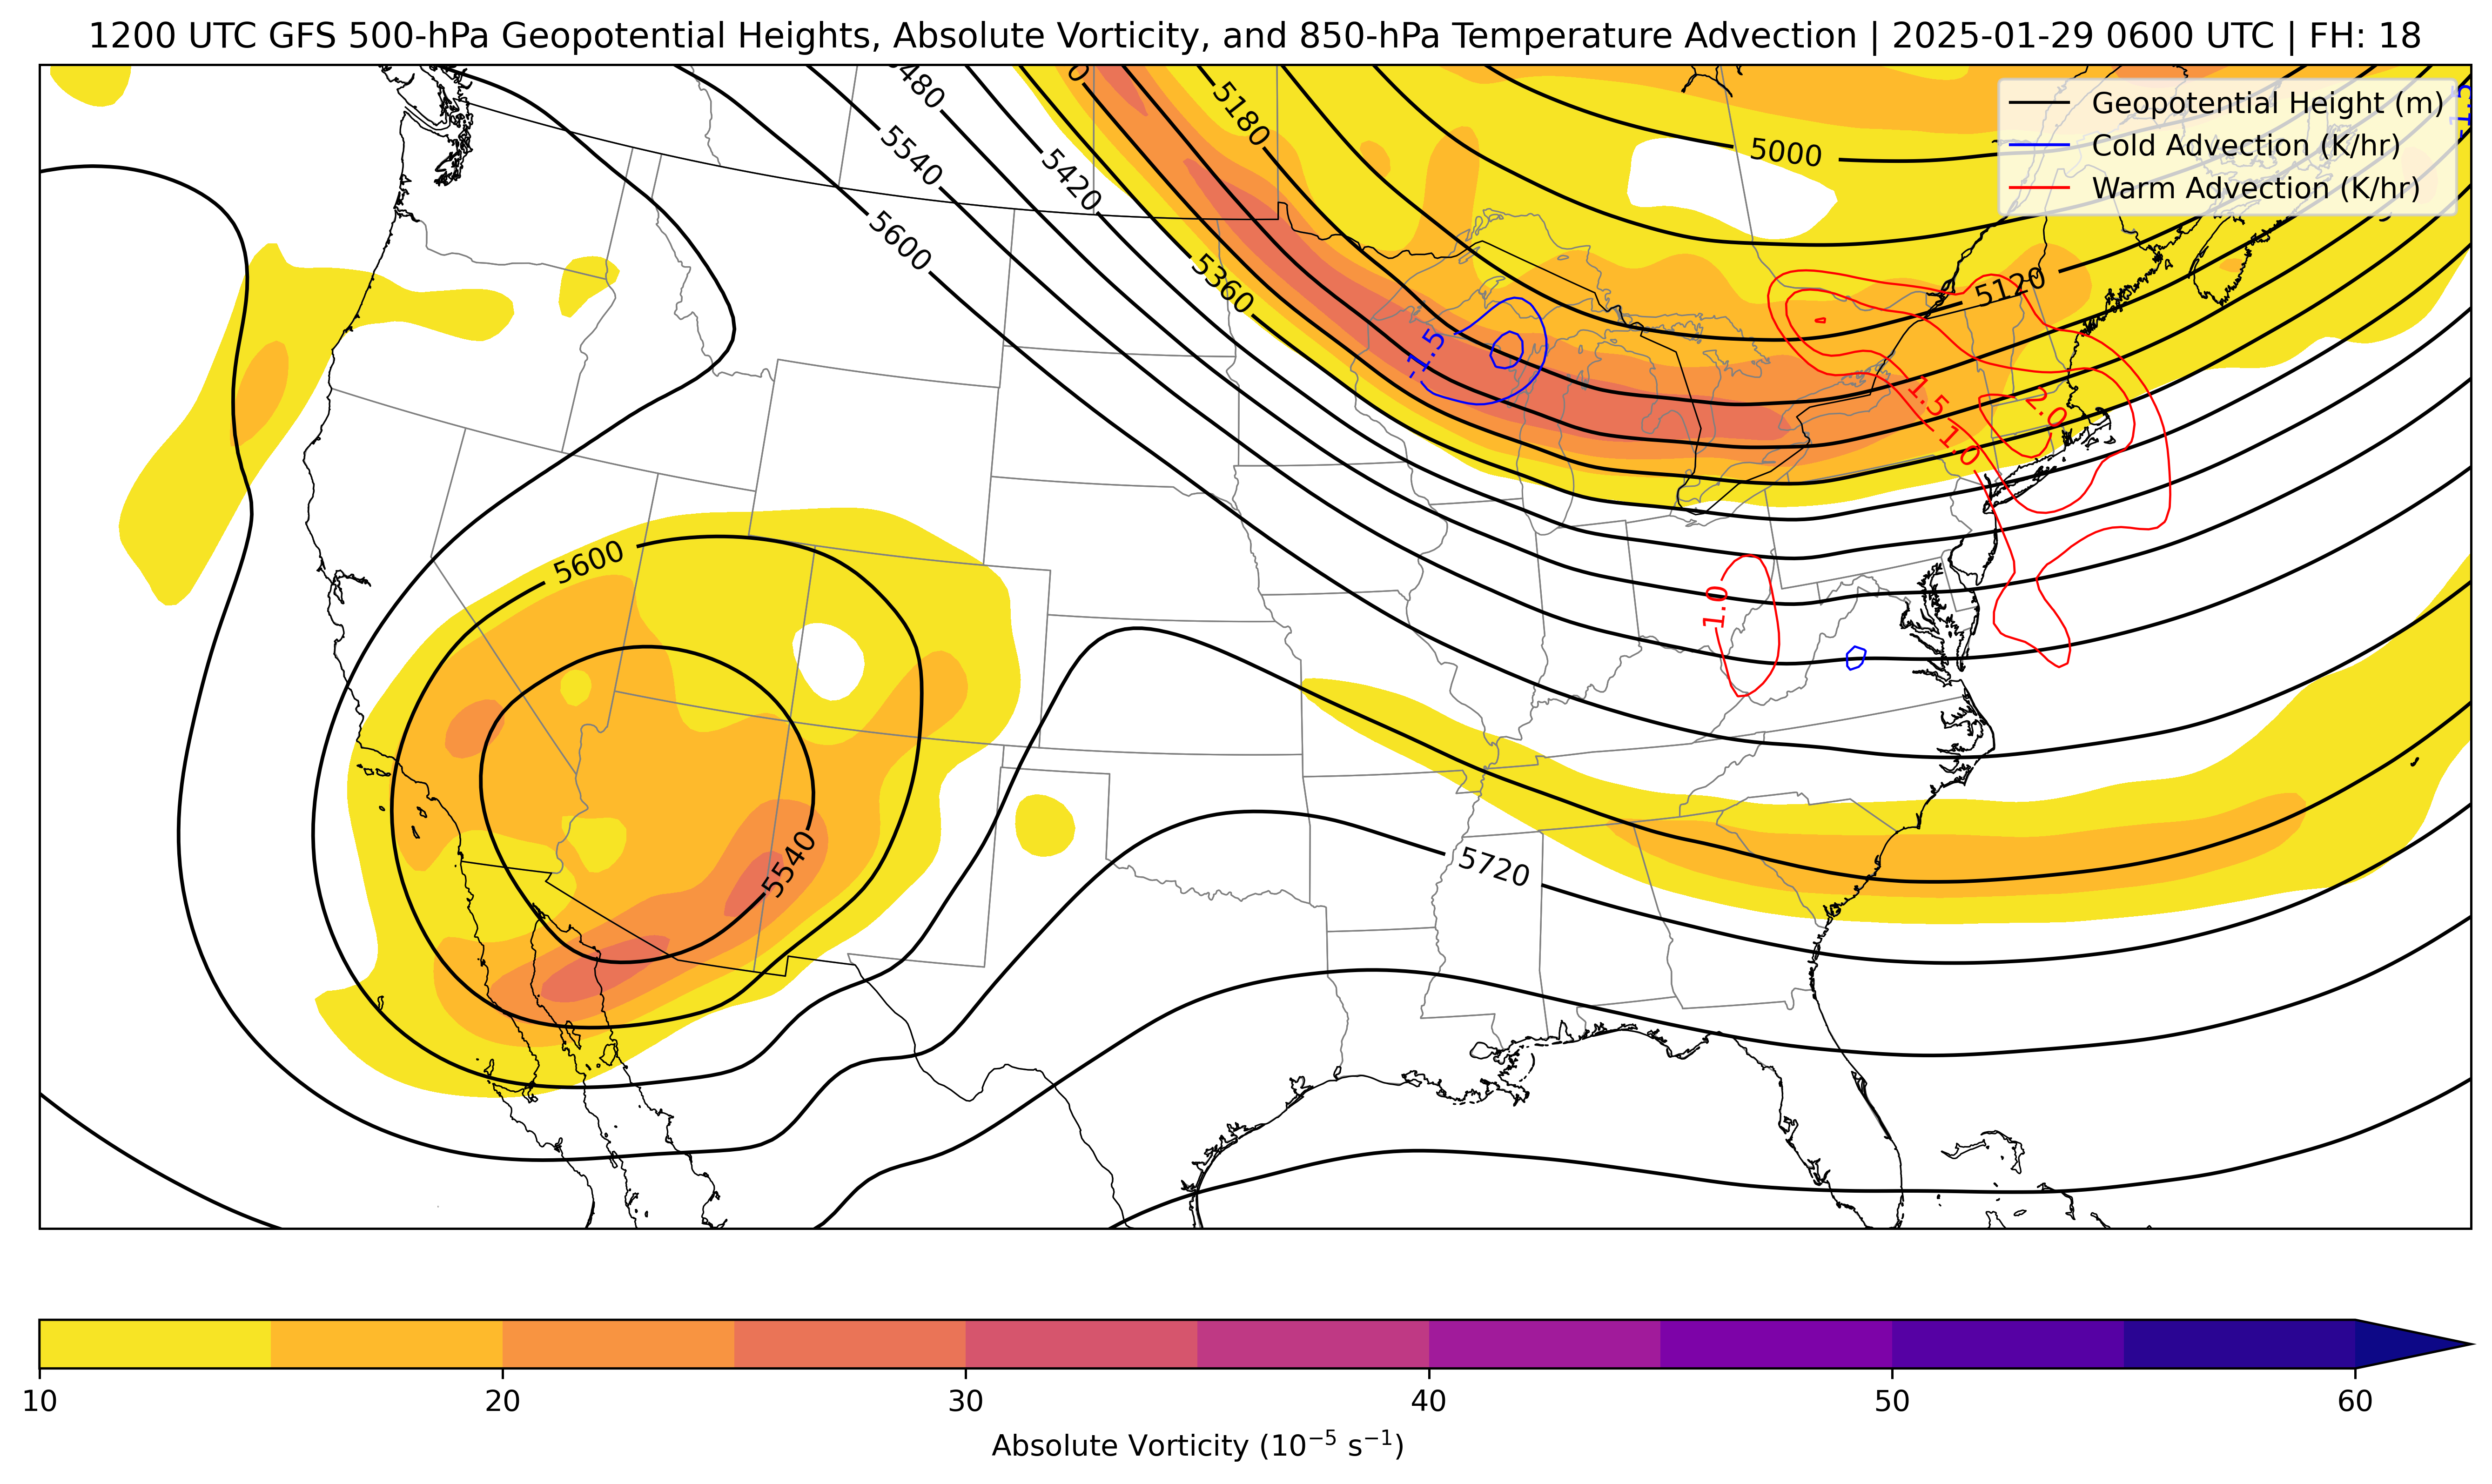 1200 UTC GFS 500-hPa Geopotential Heights, Absolute Vorticity, and 850-hPa Temperature Advection | 2025-01-29 0600 UTC | FH: 18
Geopotential Height (m)
Cold Advection (K/hr)
Warm Advection (K/hr)
5480
5180
5000
5540
5420
5600
5360
5120
-1.5
1.5
2.0
1.0
5600
1.0
5540
5720
10 20 30 40 50 60
Absolute Vorticity (10⁻⁵ s⁻¹)